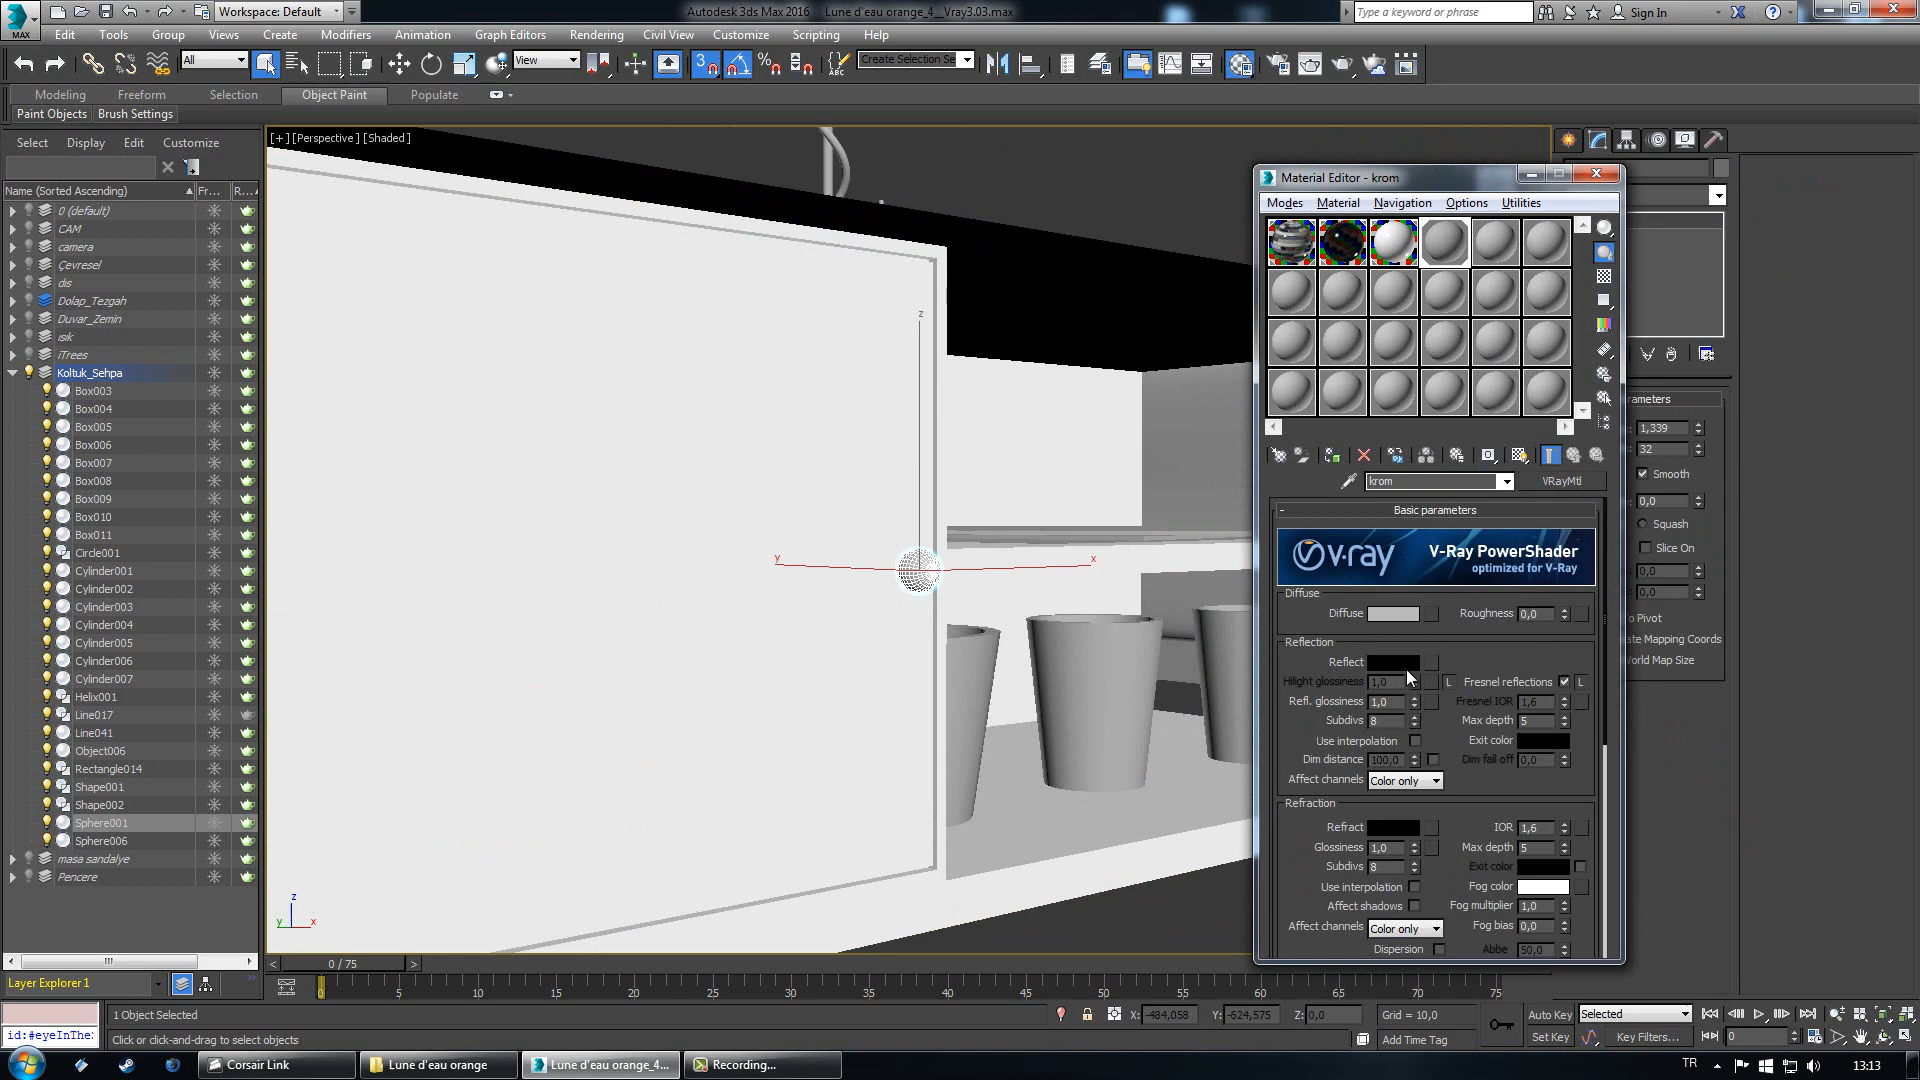 MAX
Workspace: Default
Autodesk 3ds Max 2016
Lune d'eau orange_4__Vray3.03.max
Type a keyword or phrase
Sign In
Edit
Tools
Group
Views
Create
Modifiers
Animation
Graph Editors
Rendering
Civil View
Customize
Scripting
Help
All
View
3
ABC
Create Selection Se
Modeling
Freeform
Selection
Object Paint
Populate
Paint Objects
Brush Settings
Select
Display
Edit
Customize
Name (Sorted Ascending)
Fr...
R...
0 (default)
CAM
camera
Çevresel
dis
Dolap_Tezgah
Duvar_Zemin
isik
iTrees
Koltuk_Sehpa
Box003
Box004
Box005
Box006
Box007
Box008
Box009
Box010
Box011
Circle001
Cylinder001
Cylinder002
Cylinder003
Cylinder004
Cylinder005
Cylinder006
Cylinder007
Helix001
Line017
Line041
Object006
Rectangle014
Shape001
Shape002
Sphere001
Sphere006
masa sandalye
Pencere
Layer Explorer 1
[+] [Perspective ] [Shaded ]
z
y
x
z
y
x
Material Editor - krom
Modes
Material
Navigation
Options
Utilities
krom
VRayMtl
Basic parameters
v·ray
V-Ray PowerShader
optimized for V-Ray
Diffuse
Diffuse
Roughness
0,0
Reflection
Reflect
Hilight glossiness
1,0
L
Fresnel reflections
L
Refl. glossiness
1,0
Fresnel IOR
1,6
Subdivs
8
Max depth
5
Use interpolation
Exit color
Dim distance
100,0
Dim fall off
0,0
Affect channels
Color only
Refraction
Refract
IOR
1,6
Glossiness
1,0
Max depth
5
Subdivs
8
Exit color
Use interpolation
Fog color
Affect shadows
Fog multiplier
1,0
Affect channels
Color only
Fog bias
0,0
Dispersion
Abbe
50,0
rameters
1,339
32
Smooth
0,0
Squash
Slice On
0,0
0,0
To Pivot
ate Mapping Coords
World Map Size
0 / 75
0
5
10
15
20
25
30
35
40
45
50
55
60
65
70
75
id:#eyeInThe
1 Object Selected
X:
-484,058
Y:
-624,575
Z:
0,0
Grid = 10,0
Auto Key
Selected
Click or click-and-drag to select objects
Add Time Tag
Set Key
Key Filters...
0
Corsair Link
Lune d'eau orange
Lune d'eau orange_4...
Recording...
TR
13:13